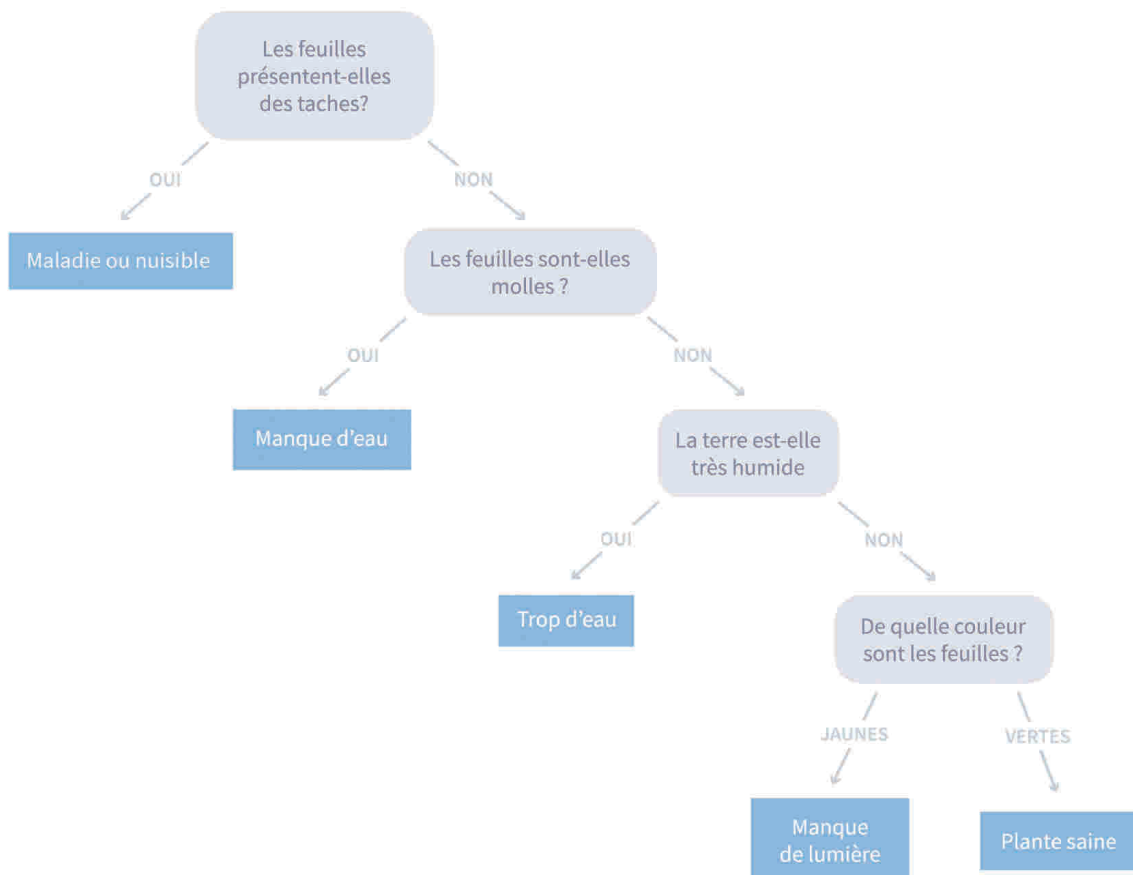 Les feuilles
présentent-elles
des taches?
OUI
NON
Maladie ou nuisible
Les feuilles sont-elles
molles ?
OUI
NON
Manque d'eau
La terre est-elle
très humide
OUI
NON
Trop d'eau
De quelle couleur
sont les feuilles ?
JAUNES
VERTES
Manque
de lumière
Plante saine